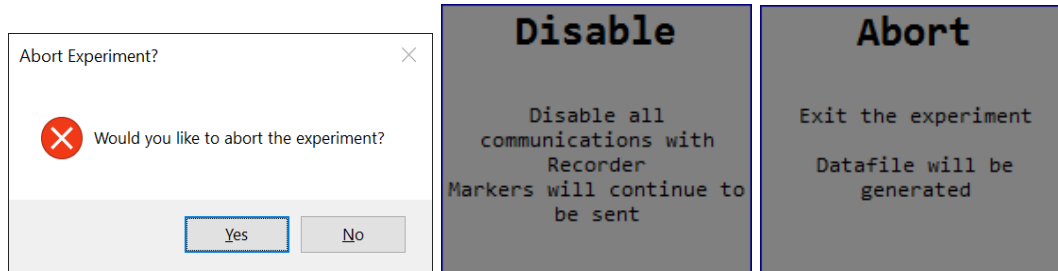 Abort Experiment?
Would you like to abort the experiment?
Yes
No
Disable
Disable all
communications with
Recorder
Markers will continue to
be sent
Abort
Exit the experiment
Datafile will be
generated